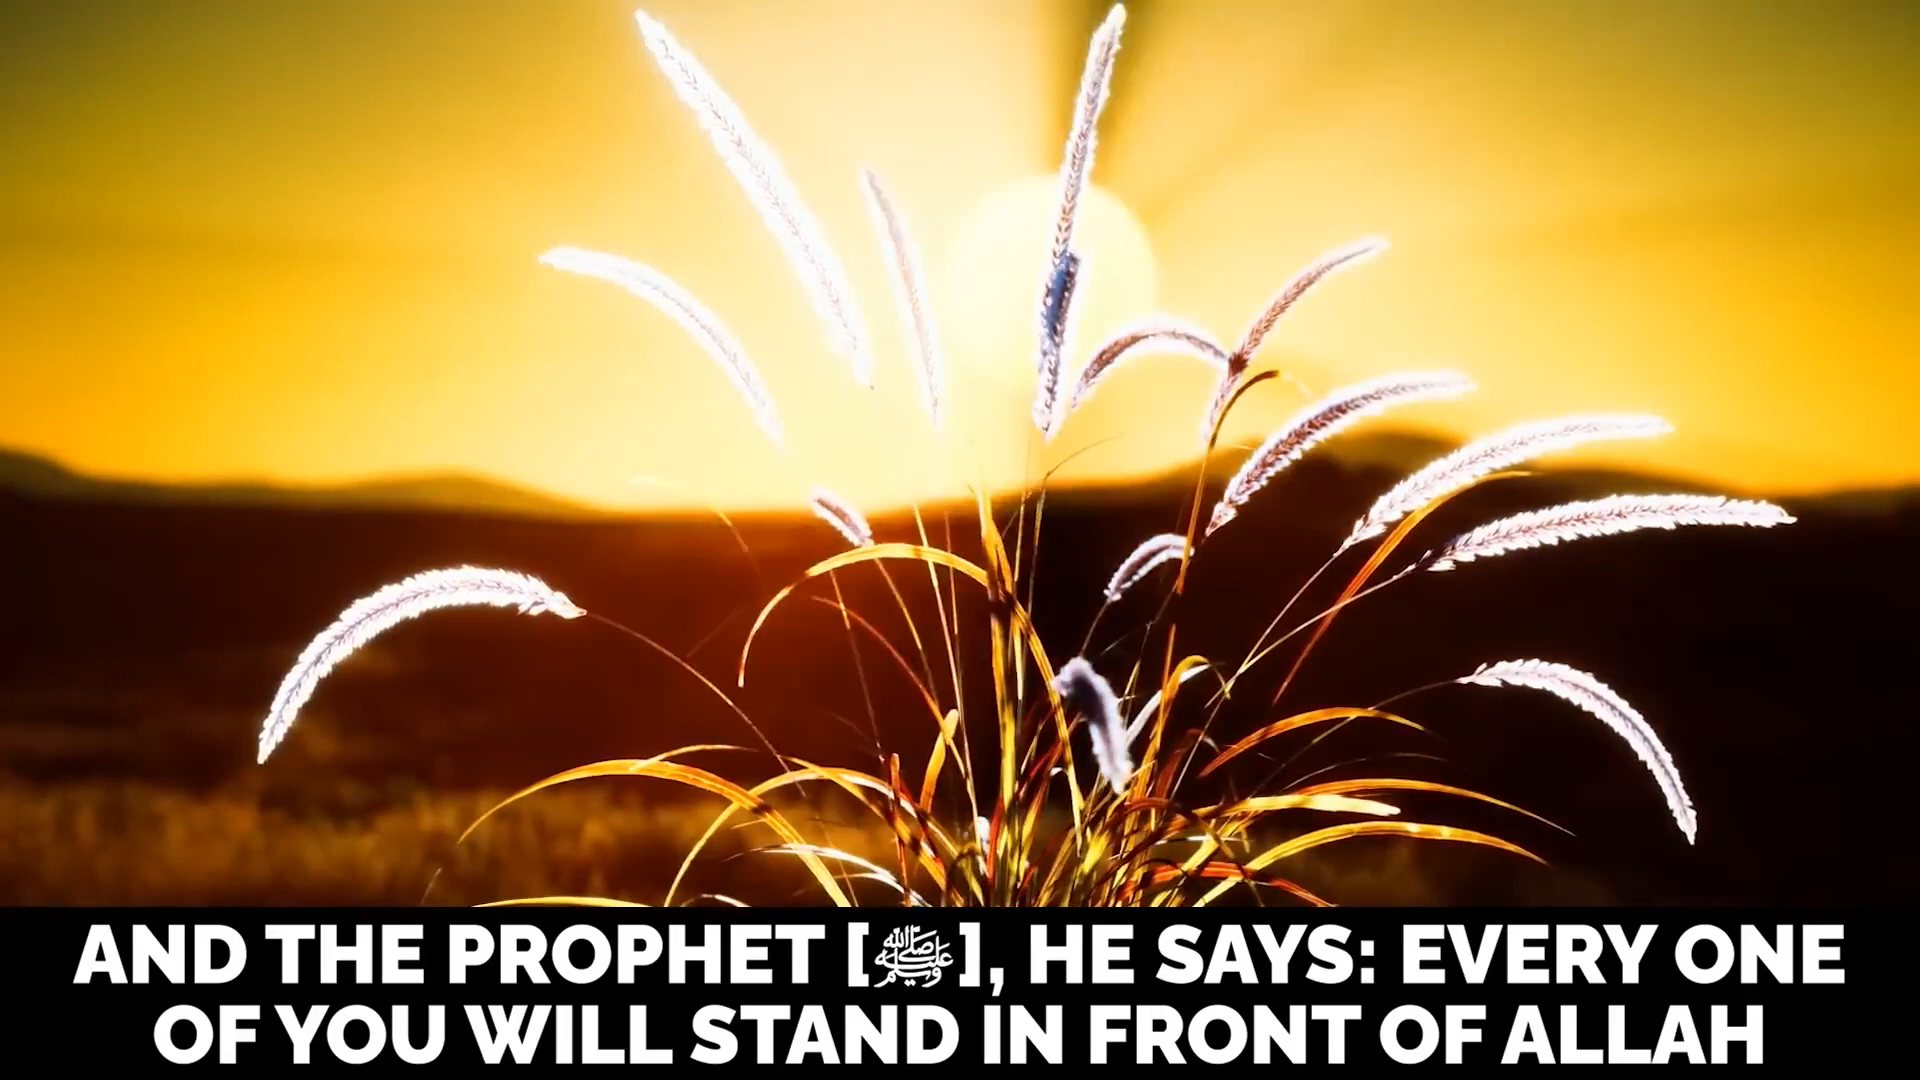 AND THE PROPHET [ﷺ], HE SAYS: EVERY ONE
OF YOU WILL STAND IN FRONT OF ALLAH